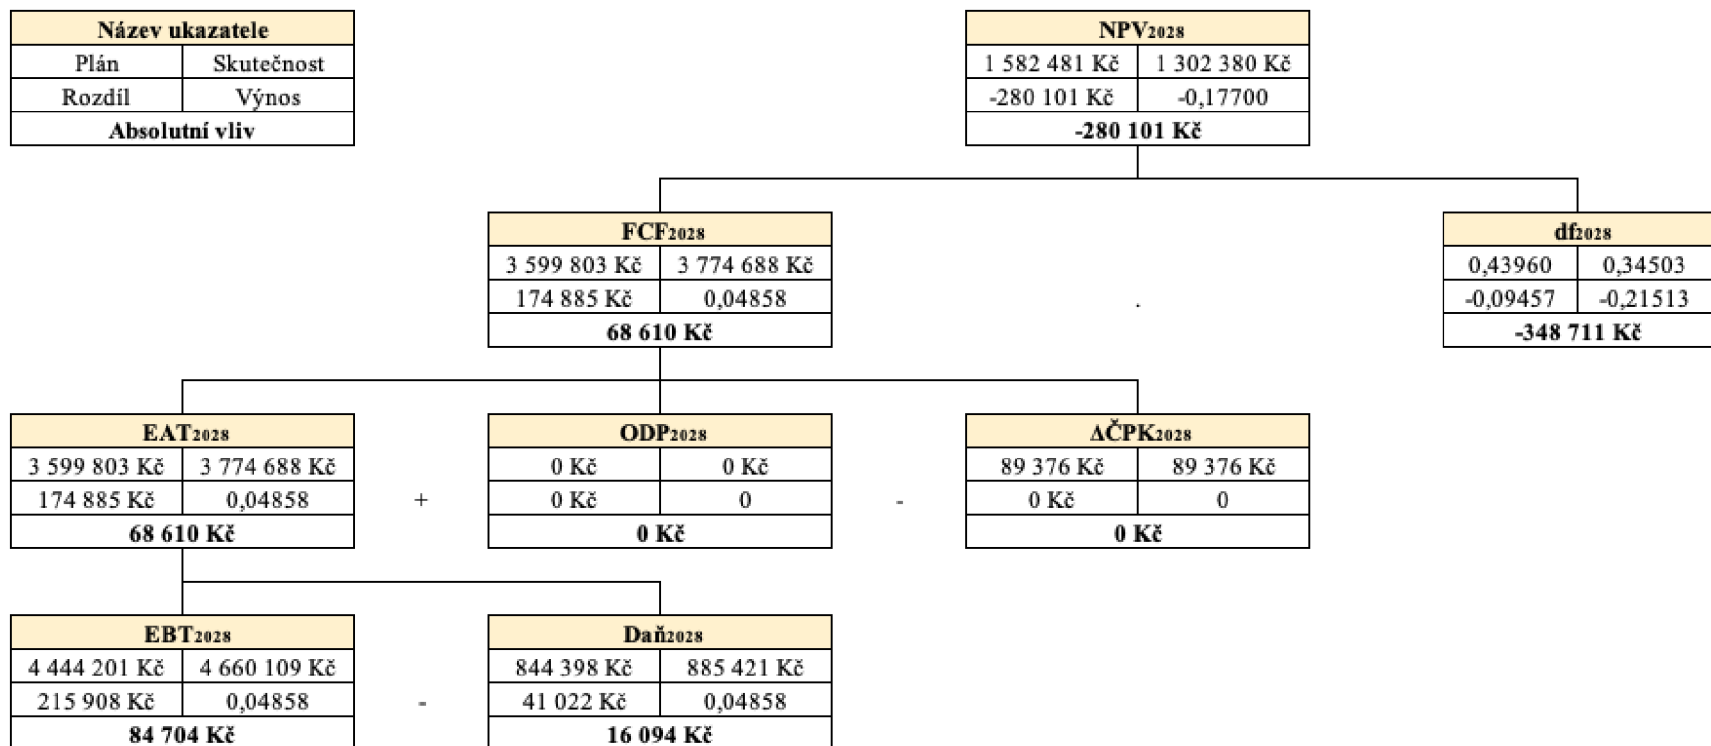 Název ukazatele
Plán Skutečnost
Rozdíl Výnos
Absolutní vliv
NPV2028
1 582 481 Kč 1 302 380 Kč
-280 101 Kč -0,17700
-280 101 Kč
FCF2028
3 599 803 Kč 3 774 688 Kč
174 885 Kč 0,04858
68 610 Kč
.
df2028
0,43960 0,34503
-0,09457 -0,21513
-348 711 Kč
EAT2028
3 599 803 Kč 3 774 688 Kč
174 885 Kč 0,04858
68 610 Kč
+
ODP2028
0 Kč 0 Kč
0 Kč 0
0 Kč
-
ΔČPK2028
89 376 Kč 89 376 Kč
0 Kč 0
0 Kč
EBT2028
4 444 201 Kč 4 660 109 Kč
215 908 Kč 0,04858
84 704 Kč
-
Daň2028
844 398 Kč 885 421 Kč
41 022 Kč 0,04858
16 094 Kč